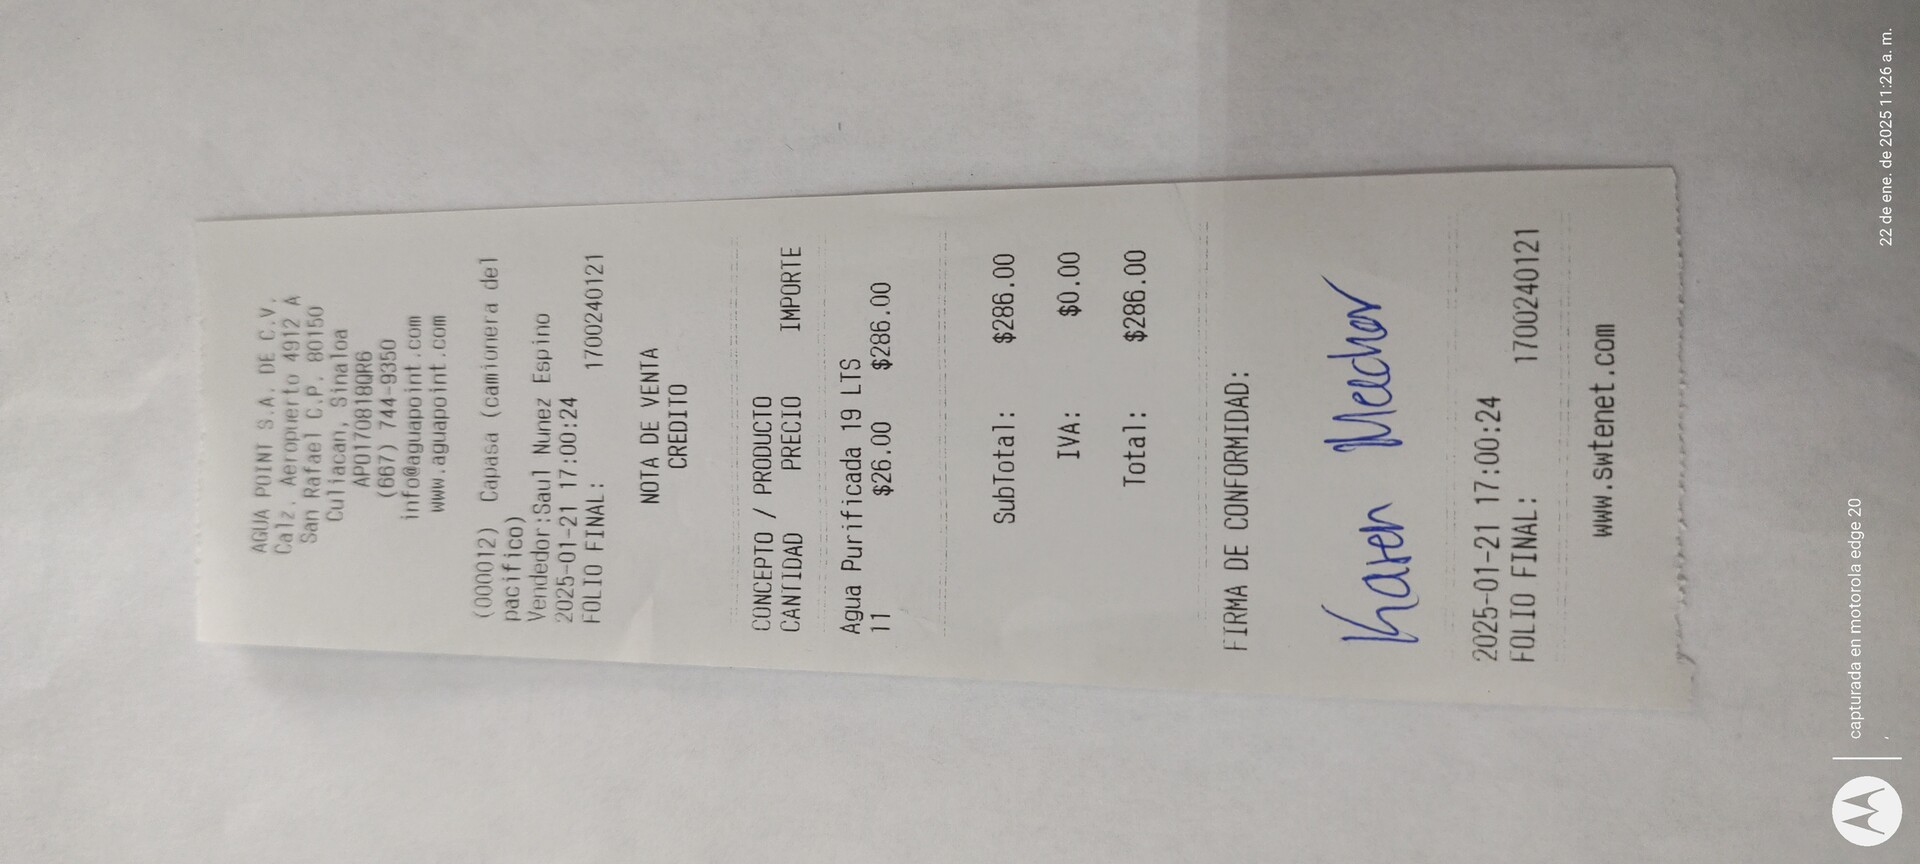 AGUA POINT S.A. DE C.V.
Calz. Aeropuerto 4912 A
San Rafael C.P. 80150
Culiacan, Sinaloa
APO170818QR6
(667) 744-9350
info@aguapoint.com
www.aguapoint.com
(000012) Capasa (camionera del
pacifico)
Vendedor:Saul Nunez Espino
2025-01-21 17:00:24
FOLIO FINAL: 1700240121
NOTA DE VENTA
CREDITO
CONCEPTO / PRODUCTO
CANTIDAD PRECIO IMPORTE
Agua Purificada 19 LTS
11 $26.00 $286.00
SubTotal: $286.00
IVA: $0.00
Total: $286.00
FIRMA DE CONFORMIDAD:
Karen
2025-01-21 17:00:24
FOLIO FINAL: 1700240121
www.swtenet.com
capturada en motorola edge 20
22 de ene. de 2025 11:26 a. m.